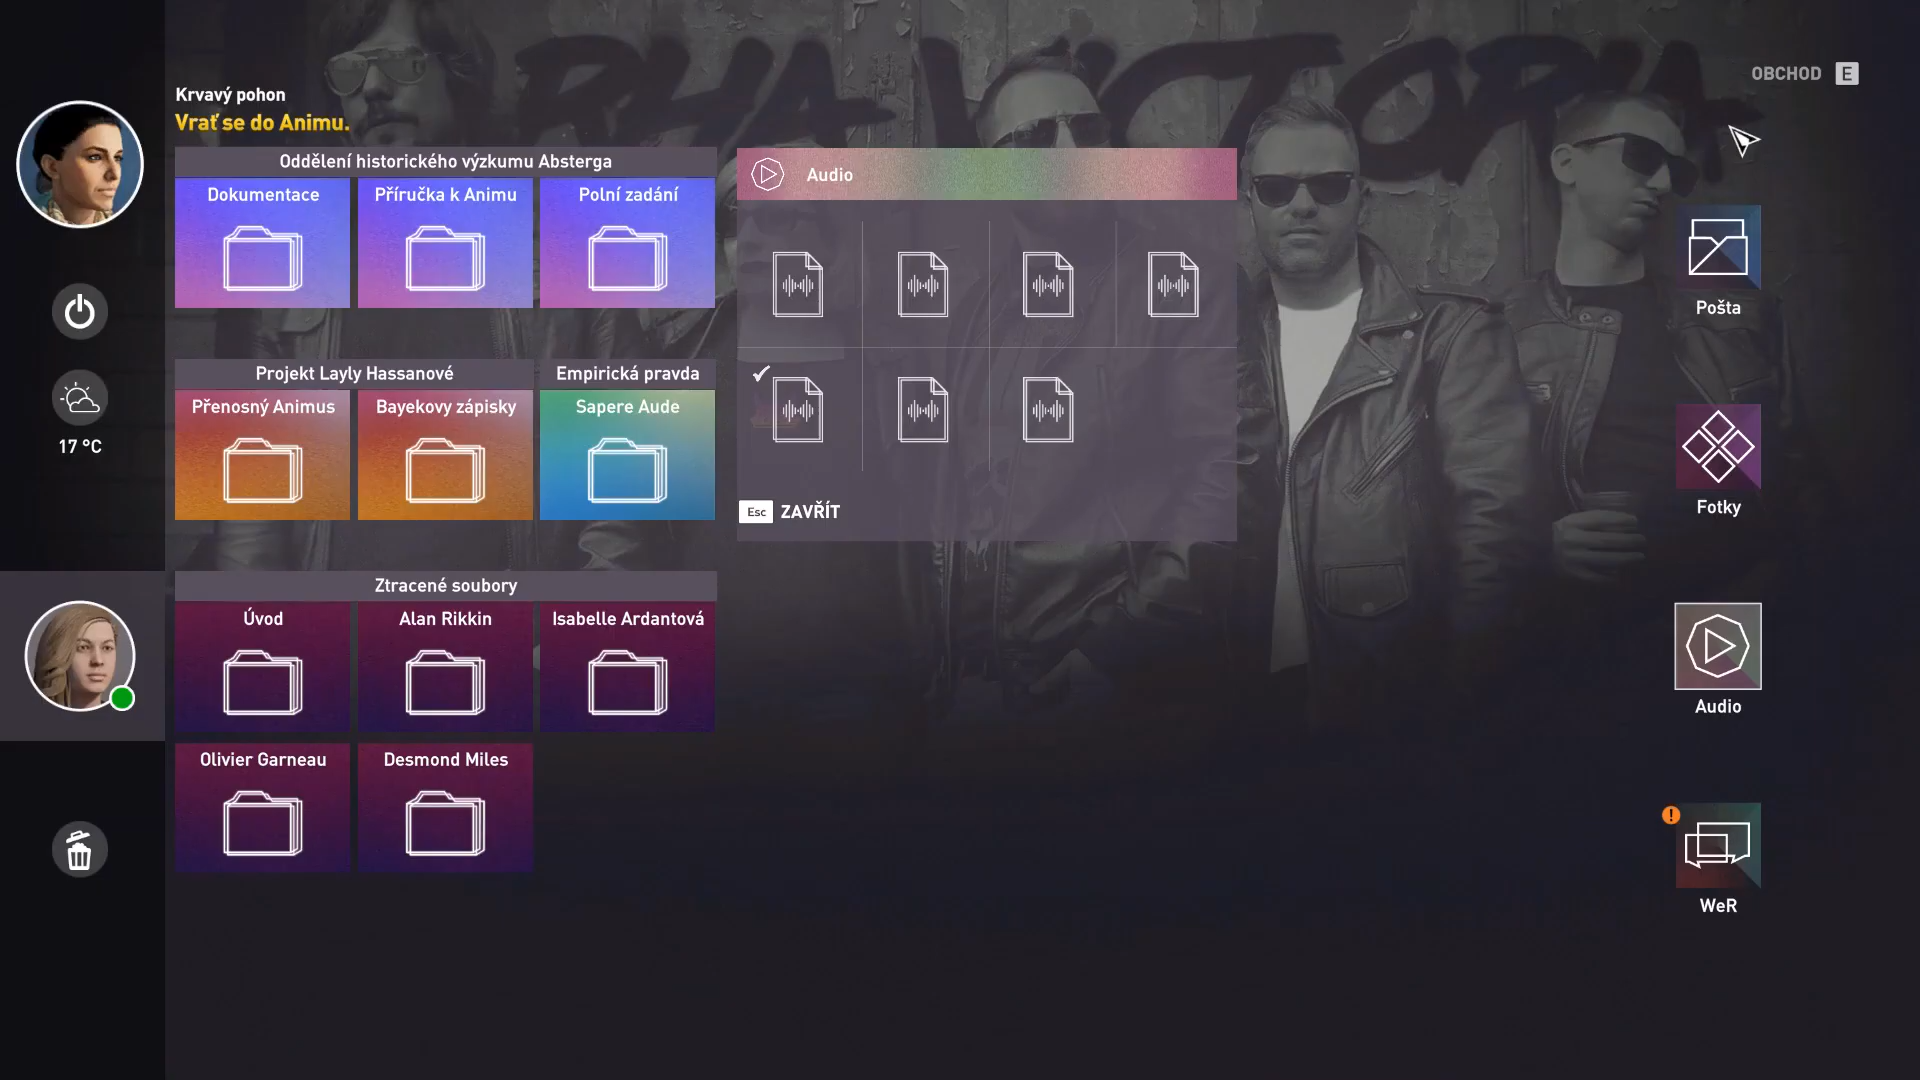 OBCHOD E
Krvavý pohon
Vrať se do Animu.
Oddělení historického výzkumu Absterga
Dokumentace
Příručka k Animu
Polní zadání
Projekt Layly Hassanové
Empirická pravda
Přenosný Animus
Bayekovy zápisky
Sapere Aude
17 °C
Ztracené soubory
Úvod
Alan Rikkin
Isabelle Ardantová
Olivier Garneau
Desmond Miles
Audio
Esc ZAVŘÍT
Pošta
Fotky
Audio
!
WeR